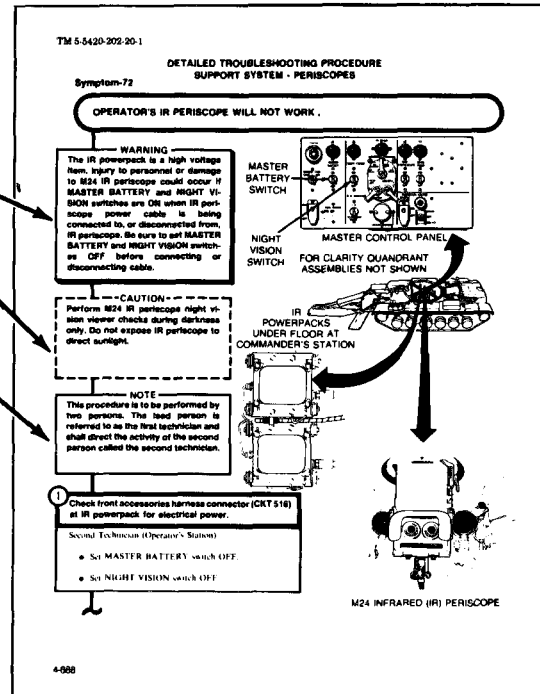 TM 5-5420-202-20-1
DETAILED TROUBLESHOOTING PROCEDURE
SUPPORT SYSTEM - PERISCOPES
Symptom-72
OPERATOR'S IR PERISCOPE WILL NOT WORK .
WARNING
The IR powerpack is a high voltage
item. Injury to personnel or damage
to M24 IR periscope could occur if
MASTER BATTERY and NIGHT VI-
SION switches are ON when IR peri-
scope power cable is being
connected to, or disconnected from,
IR periscope. Be sure to set MASTER
BATTERY and NIGHT VISION switch-
es OFF before connecting or
disconnecting cable.
CAUTION
Perform M24 IR periscope night vi-
sion viewer checks during darkness
only. Do not expose IR periscope to
direct sunlight.
NOTE
This procedure is to be performed by
two persons. The lead person is
referred to as the first technician and
shall direct the activity of the second
person called the second technician.
1
Check front accessories harness connector (CKT 516)
at IR powerpack for electrical power.
Second Technician (Operator's Station)
• Set MASTER BATTERY switch OFF.
• Set NIGHT VISION switch OFF
MASTER
BATTERY
SWITCH
NIGHT
VISION
SWITCH
MASTER CONTROL PANEL
FOR CLARITY QUADRANT
ASSEMBLIES NOT SHOWN
IR
POWERPACKS
UNDER FLOOR AT
COMMANDER'S STATION
M24 INFRARED (IR) PERISCOPE
4-688